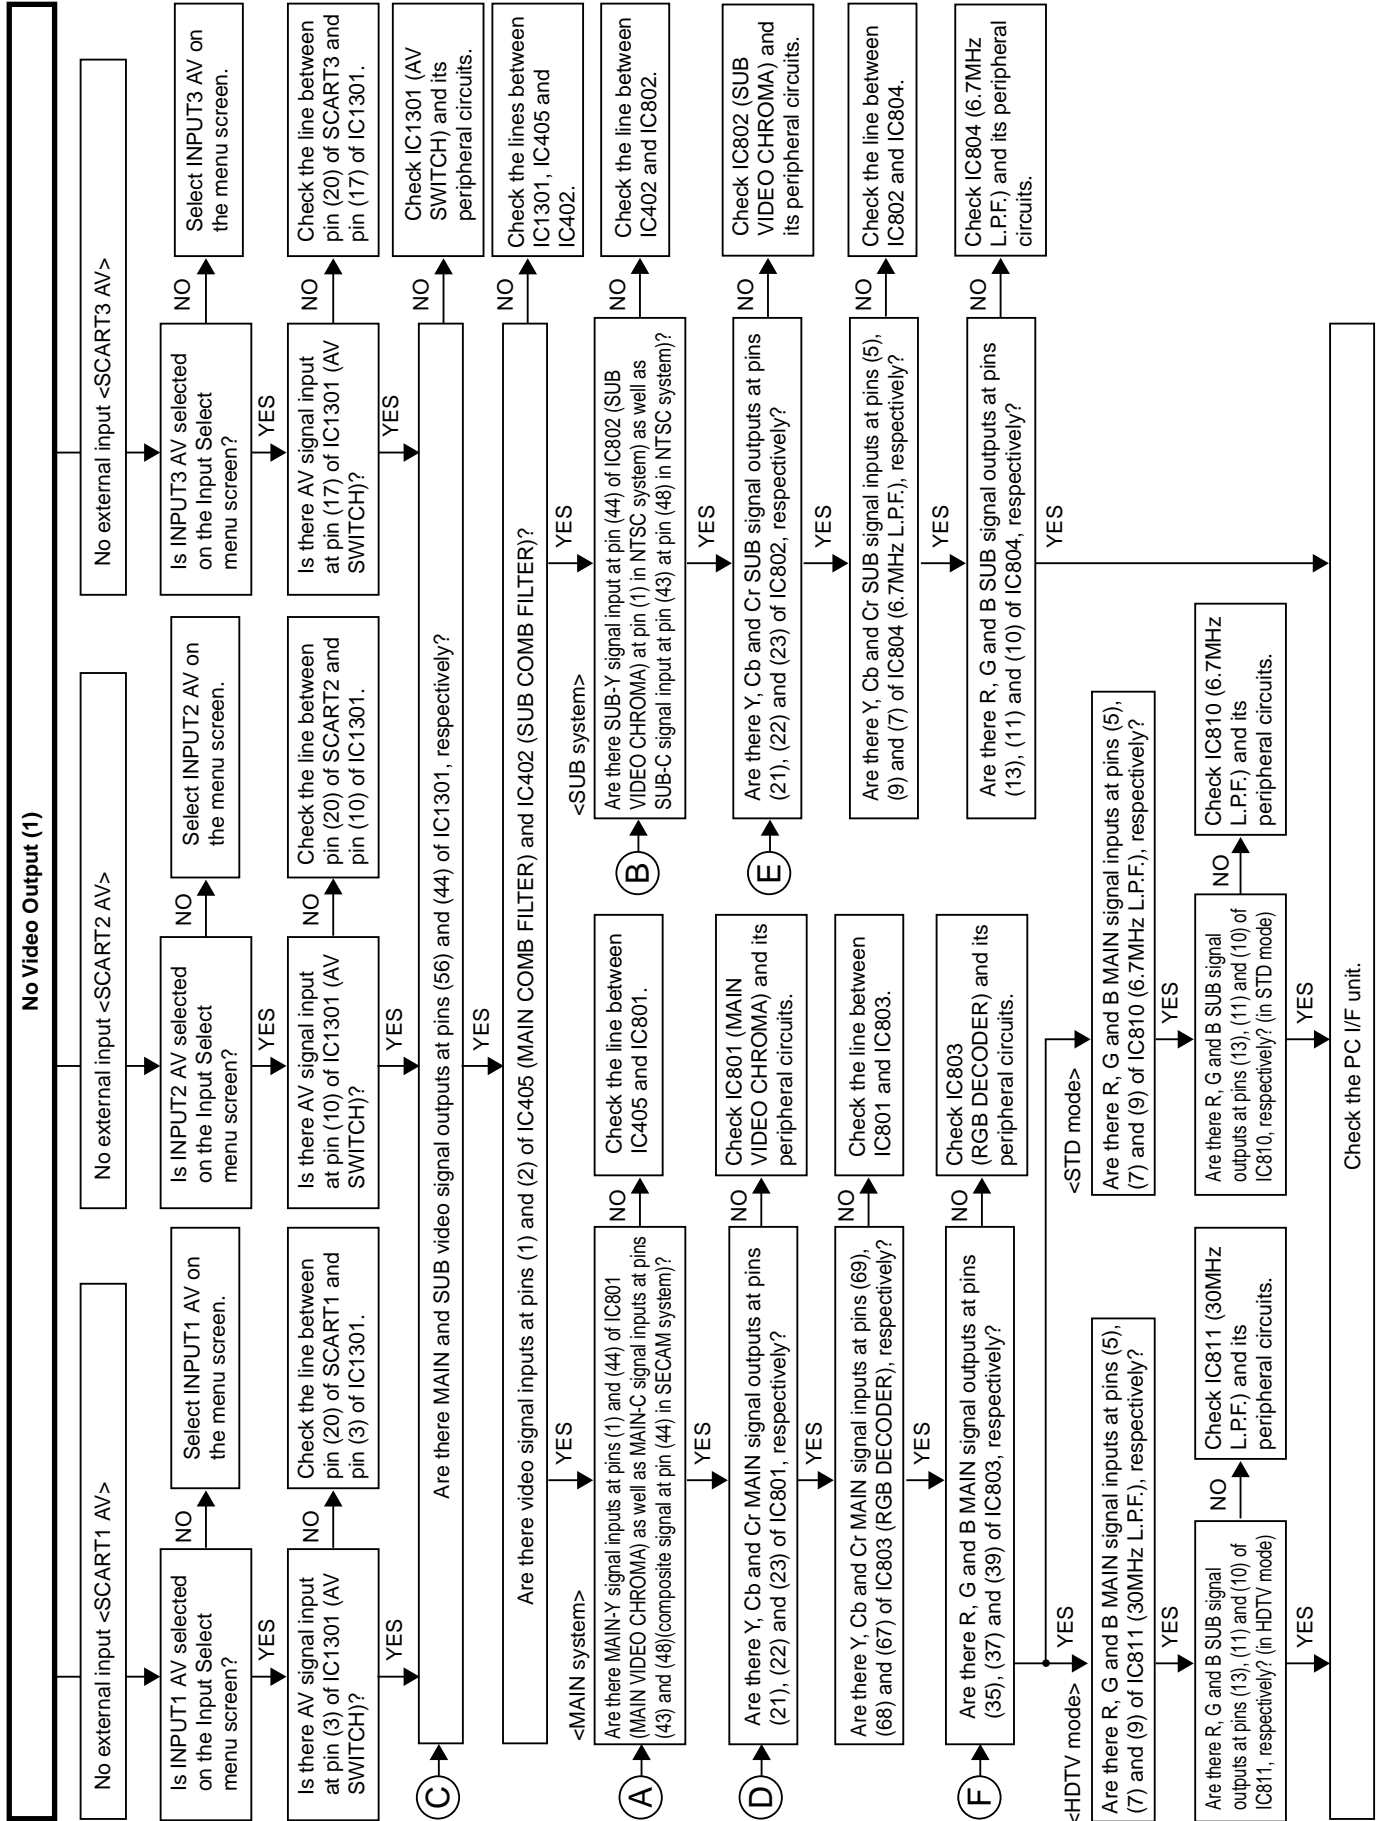 No Video Output (1)
No external input <SCART1 AV>
No external input <SCART2 AV>
No external input <SCART3 AV>
Is INPUT1 AV selected
on the Input Select
menu screen?
NO
Select INPUT1 AV on
the menu screen.
YES
Is there AV signal input
at pin (3) of IC1301 (AV
SWITCH)?
NO
Check the line between
pin (20) of SCART1 and
pin (3) of IC1301.
YES
Is INPUT2 AV selected
on the Input Select
menu screen?
NO
Select INPUT2 AV on
the menu screen.
YES
Is there AV signal input
at pin (10) of IC1301 (AV
SWITCH)?
NO
Check the line between
pin (20) of SCART2 and
pin (10) of IC1301.
YES
Is INPUT3 AV selected
on the Input Select
menu screen?
NO
Select INPUT3 AV on
the menu screen.
YES
Is there AV signal input
at pin (17) of IC1301 (AV
SWITCH)?
NO
Check the line between
pin (20) of SCART3 and
pin (17) of IC1301.
YES
C
Are there MAIN and SUB video signal outputs at pins (56) and (44) of IC1301, respectively?
NO
Check IC1301 (AV
SWITCH) and its
peripheral circuits.
YES
Are there video signal inputs at pins (1) and (2) of IC405 (MAIN COMB FILTER) and IC402 (SUB COMB FILTER)?
NO
Check the lines between
IC1301, IC405 and
IC402.
<MAIN system>
YES
A
Are there MAIN-Y signal inputs at pins (1) and (44) of IC801
(MAIN VIDEO CHROMA) as well as MAIN-C signal inputs at pins
(43) and (48)(composite signal at pin (44) in SECAM system)?
NO
Check the line between
IC405 and IC801.
YES
D
Are there Y, Cb and Cr MAIN signal outputs at pins
(21), (22) and (23) of IC801, respectively?
NO
Check IC801 (MAIN
VIDEO CHROMA) and its
peripheral circuits.
YES
Are there Y, Cb and Cr MAIN signal inputs at pins (69),
(68) and (67) of IC803 (RGB DECODER), respectively?
NO
Check the line between
IC801 and IC803.
YES
F
Are there R, G and B MAIN signal outputs at pins
(35), (37) and (39) of IC803, respectively?
NO
Check IC803
(RGB DECODER) and its
peripheral circuits.
<HDTV mode>
YES
Are there R, G and B MAIN signal inputs at pins (5),
(7) and (9) of IC811 (30MHz L.P.F.), respectively?
YES
Are there R, G and B SUB signal
outputs at pins (13), (11) and (10) of
IC811, respectively? (in HDTV mode)
NO
Check IC811 (30MHz
L.P.F.) and its
peripheral circuits.
YES
<STD mode>
Are there R, G and B MAIN signal inputs at pins (5),
(7) and (9) of IC810 (6.7MHz L.P.F.), respectively?
YES
Are there R, G and B SUB signal
outputs at pins (13), (11) and (10) of
IC810, respectively? (in STD mode)
NO
Check IC810 (6.7MHz
L.P.F.) and its
peripheral circuits.
YES
<SUB system>
YES
B
Are there SUB-Y signal input at pin (44) of IC802 (SUB
VIDEO CHROMA) at pin (1) in NTSC system) as well as
SUB-C signal input at pin (43) at pin (48) in NTSC system)?
NO
Check the line between
IC402 and IC802.
YES
E
Are there Y, Cb and Cr SUB signal outputs at pins
(21), (22) and (23) of IC802, respectively?
NO
Check IC802 (SUB
VIDEO CHROMA) and
its peripheral circuits.
YES
Are there Y, Cb and Cr SUB signal inputs at pins (5),
(9) and (7) of IC804 (6.7MHz L.P.F.), respectively?
NO
Check the line between
IC802 and IC804.
YES
Are there R, G and B SUB signal outputs at pins
(13), (11) and (10) of IC804, respectively?
NO
Check IC804 (6.7MHz
L.P.F.) and its peripheral
circuits.
YES
Check the PC I/F unit.